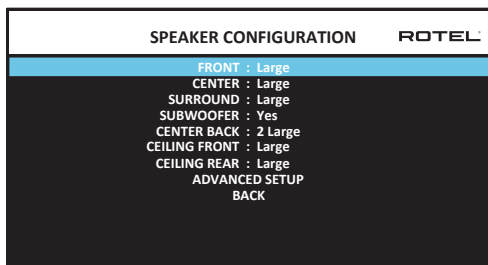 SPEAKER CONFIGURATION ROTEL
FRONT : Large
CENTER : Large
SURROUND : Large
SUBWOOFER : Yes
CENTER BACK : 2 Large
CEILING FRONT : Large
CEILING REAR : Large
ADVANCED SETUP
BACK